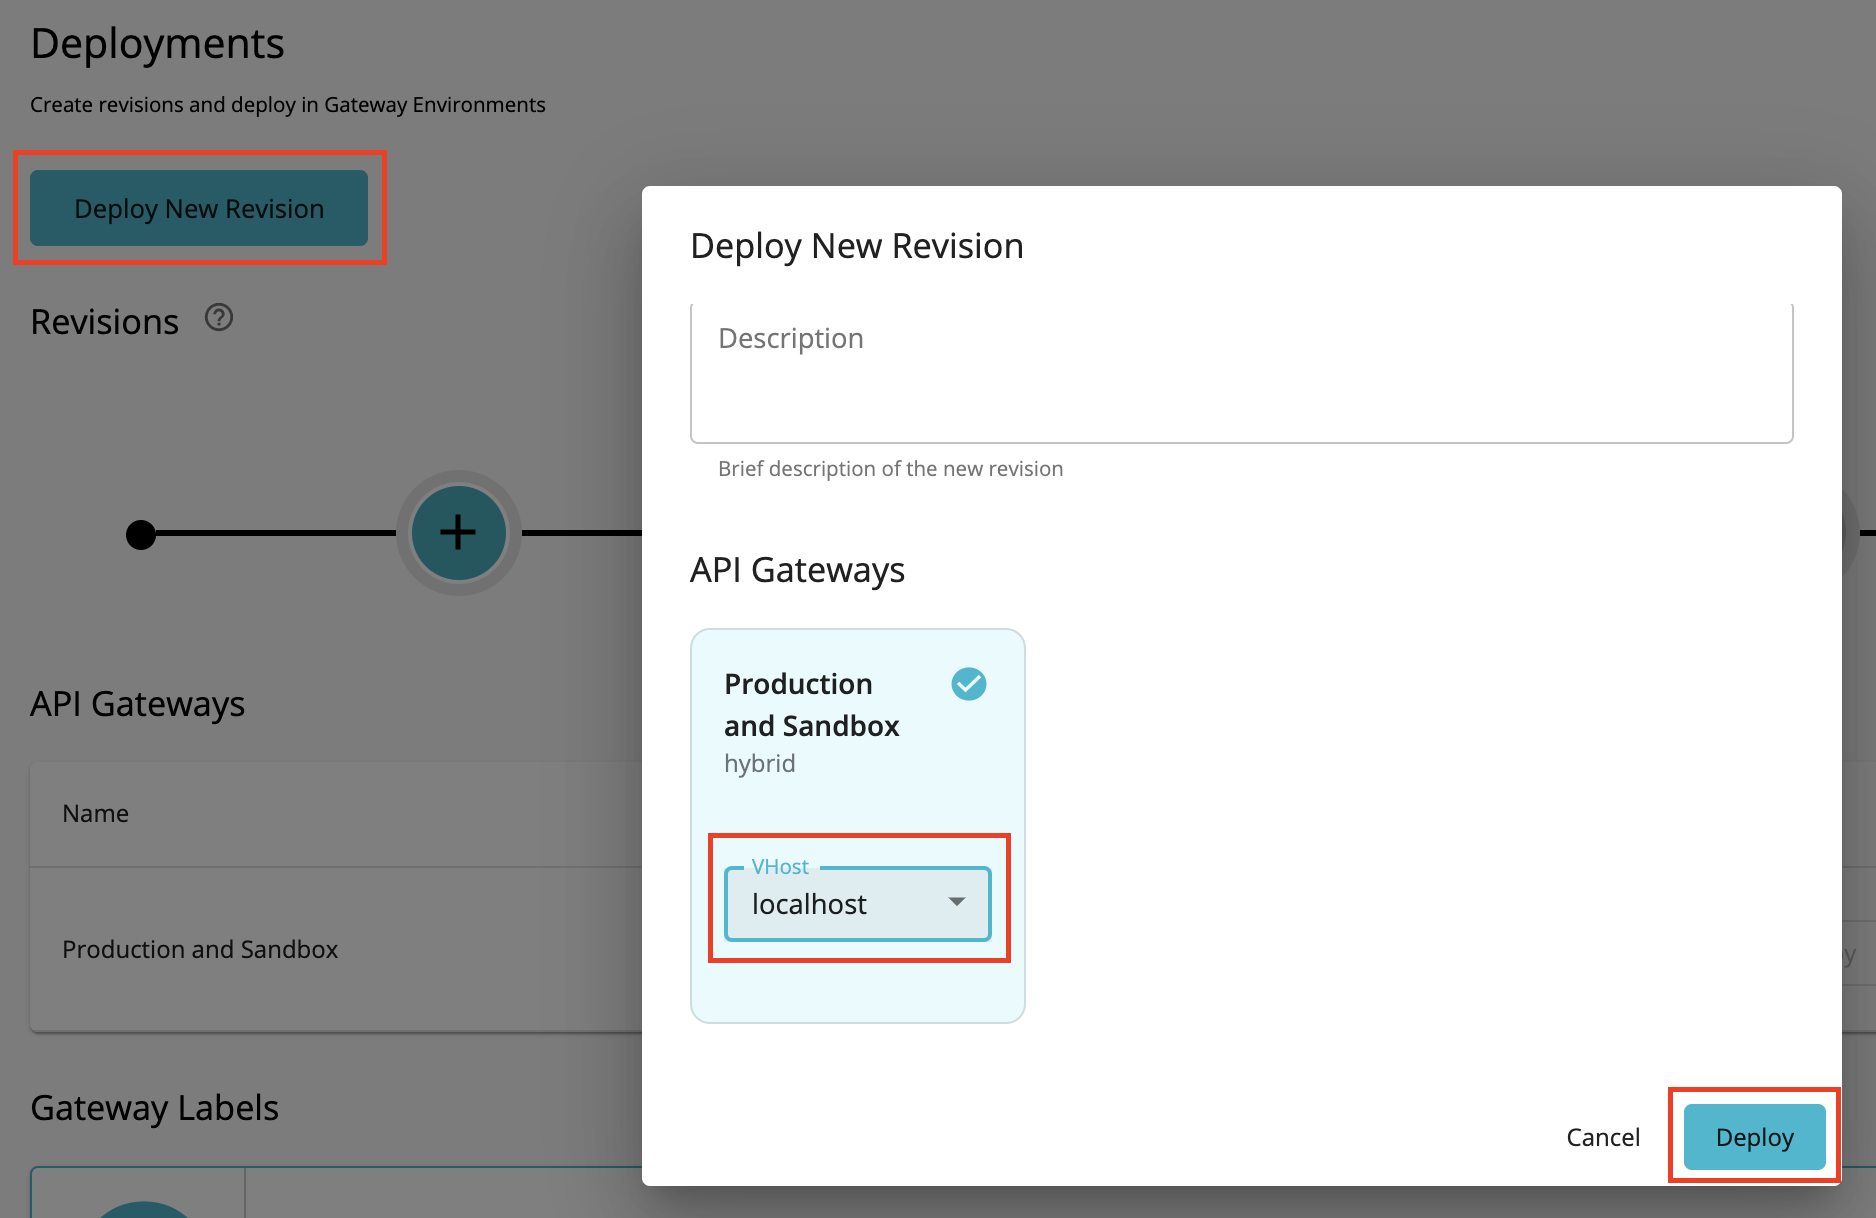 Deployments
Create revisions and deploy in Gateway Environments
Deploy New Revision
Revisions
API Gateways
Name
Production and Sandbox
Gateway Labels
Deploy New Revision
Description
Brief description of the new revision
API Gateways
Production
and Sandbox
hybrid
VHost
localhost
Cancel
Deploy